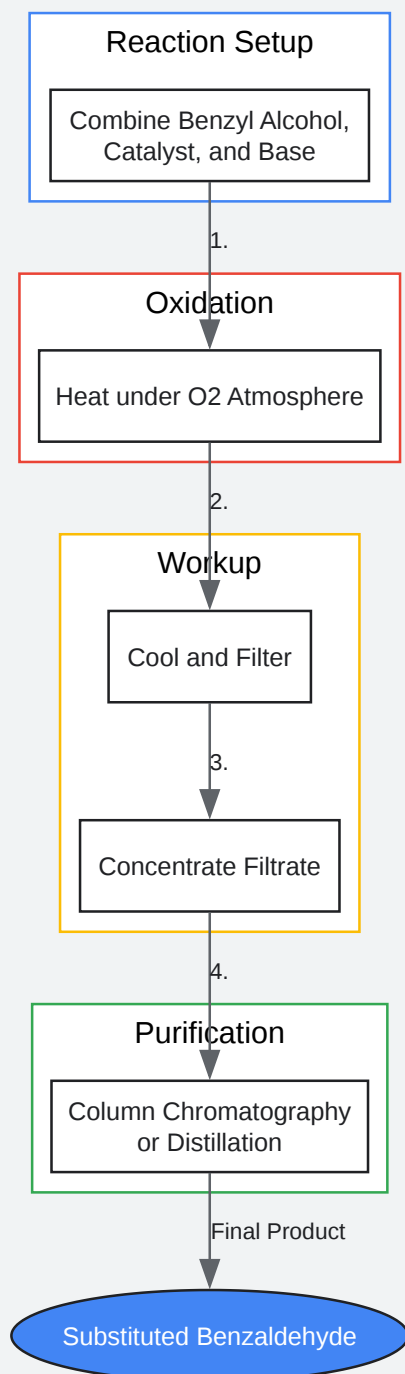 Reaction Setup
Combine Benzyl Alcohol,
Catalyst, and Base
1.
Oxidation
Heat under O2 Atmosphere
2.
Workup
Cool and Filter
3.
Concentrate Filtrate
4.
Purification
Column Chromatography
or Distillation
Final Product
Substituted Benzaldehyde